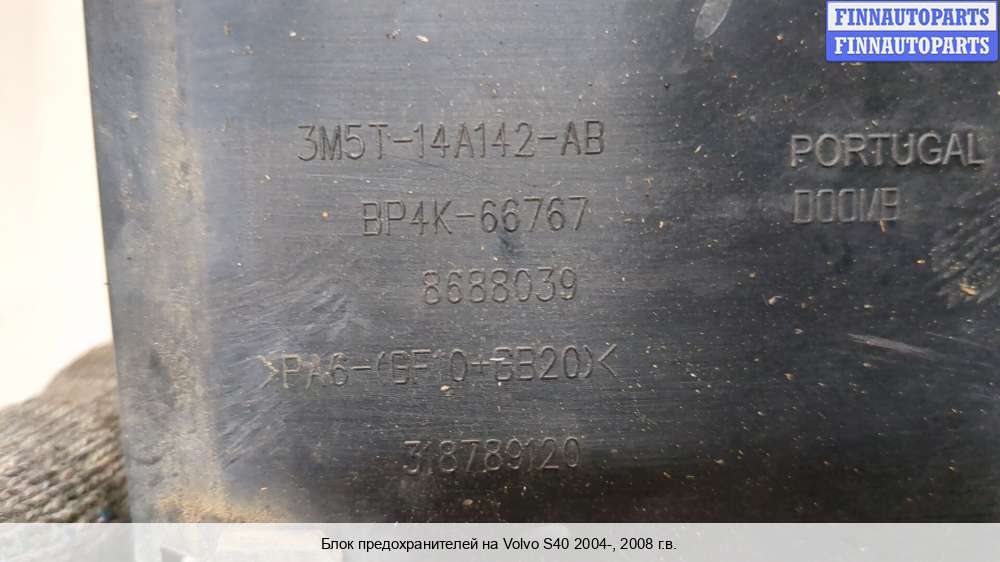 FINNAUTOPARTS
FINNAUTOPARTS
3M5T-14A142-AB
PORTUGAL
BP4K-66767
8688039
>PA6-(GF10+GB20)<
318789120
Блок предохранителей на Volvo S40 2004-, 2008 г.в.